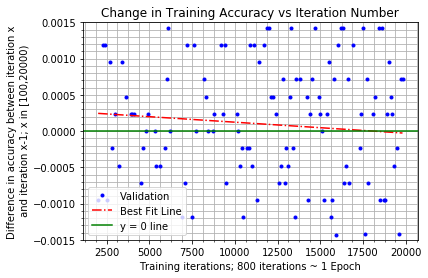 Change in Training Accuracy vs Iteration Number
Difference in accuracy between iteration x
and iteration x-1; x in [100,20000)
0.0015
0.0010
0.0005
0.0000
−0.0005
−0.0010
−0.0015
Validation
Best Fit Line
y = 0 line
2500 5000 7500 10000 12500 15000 17500 20000
Training iterations; 800 iterations ~ 1 Epoch